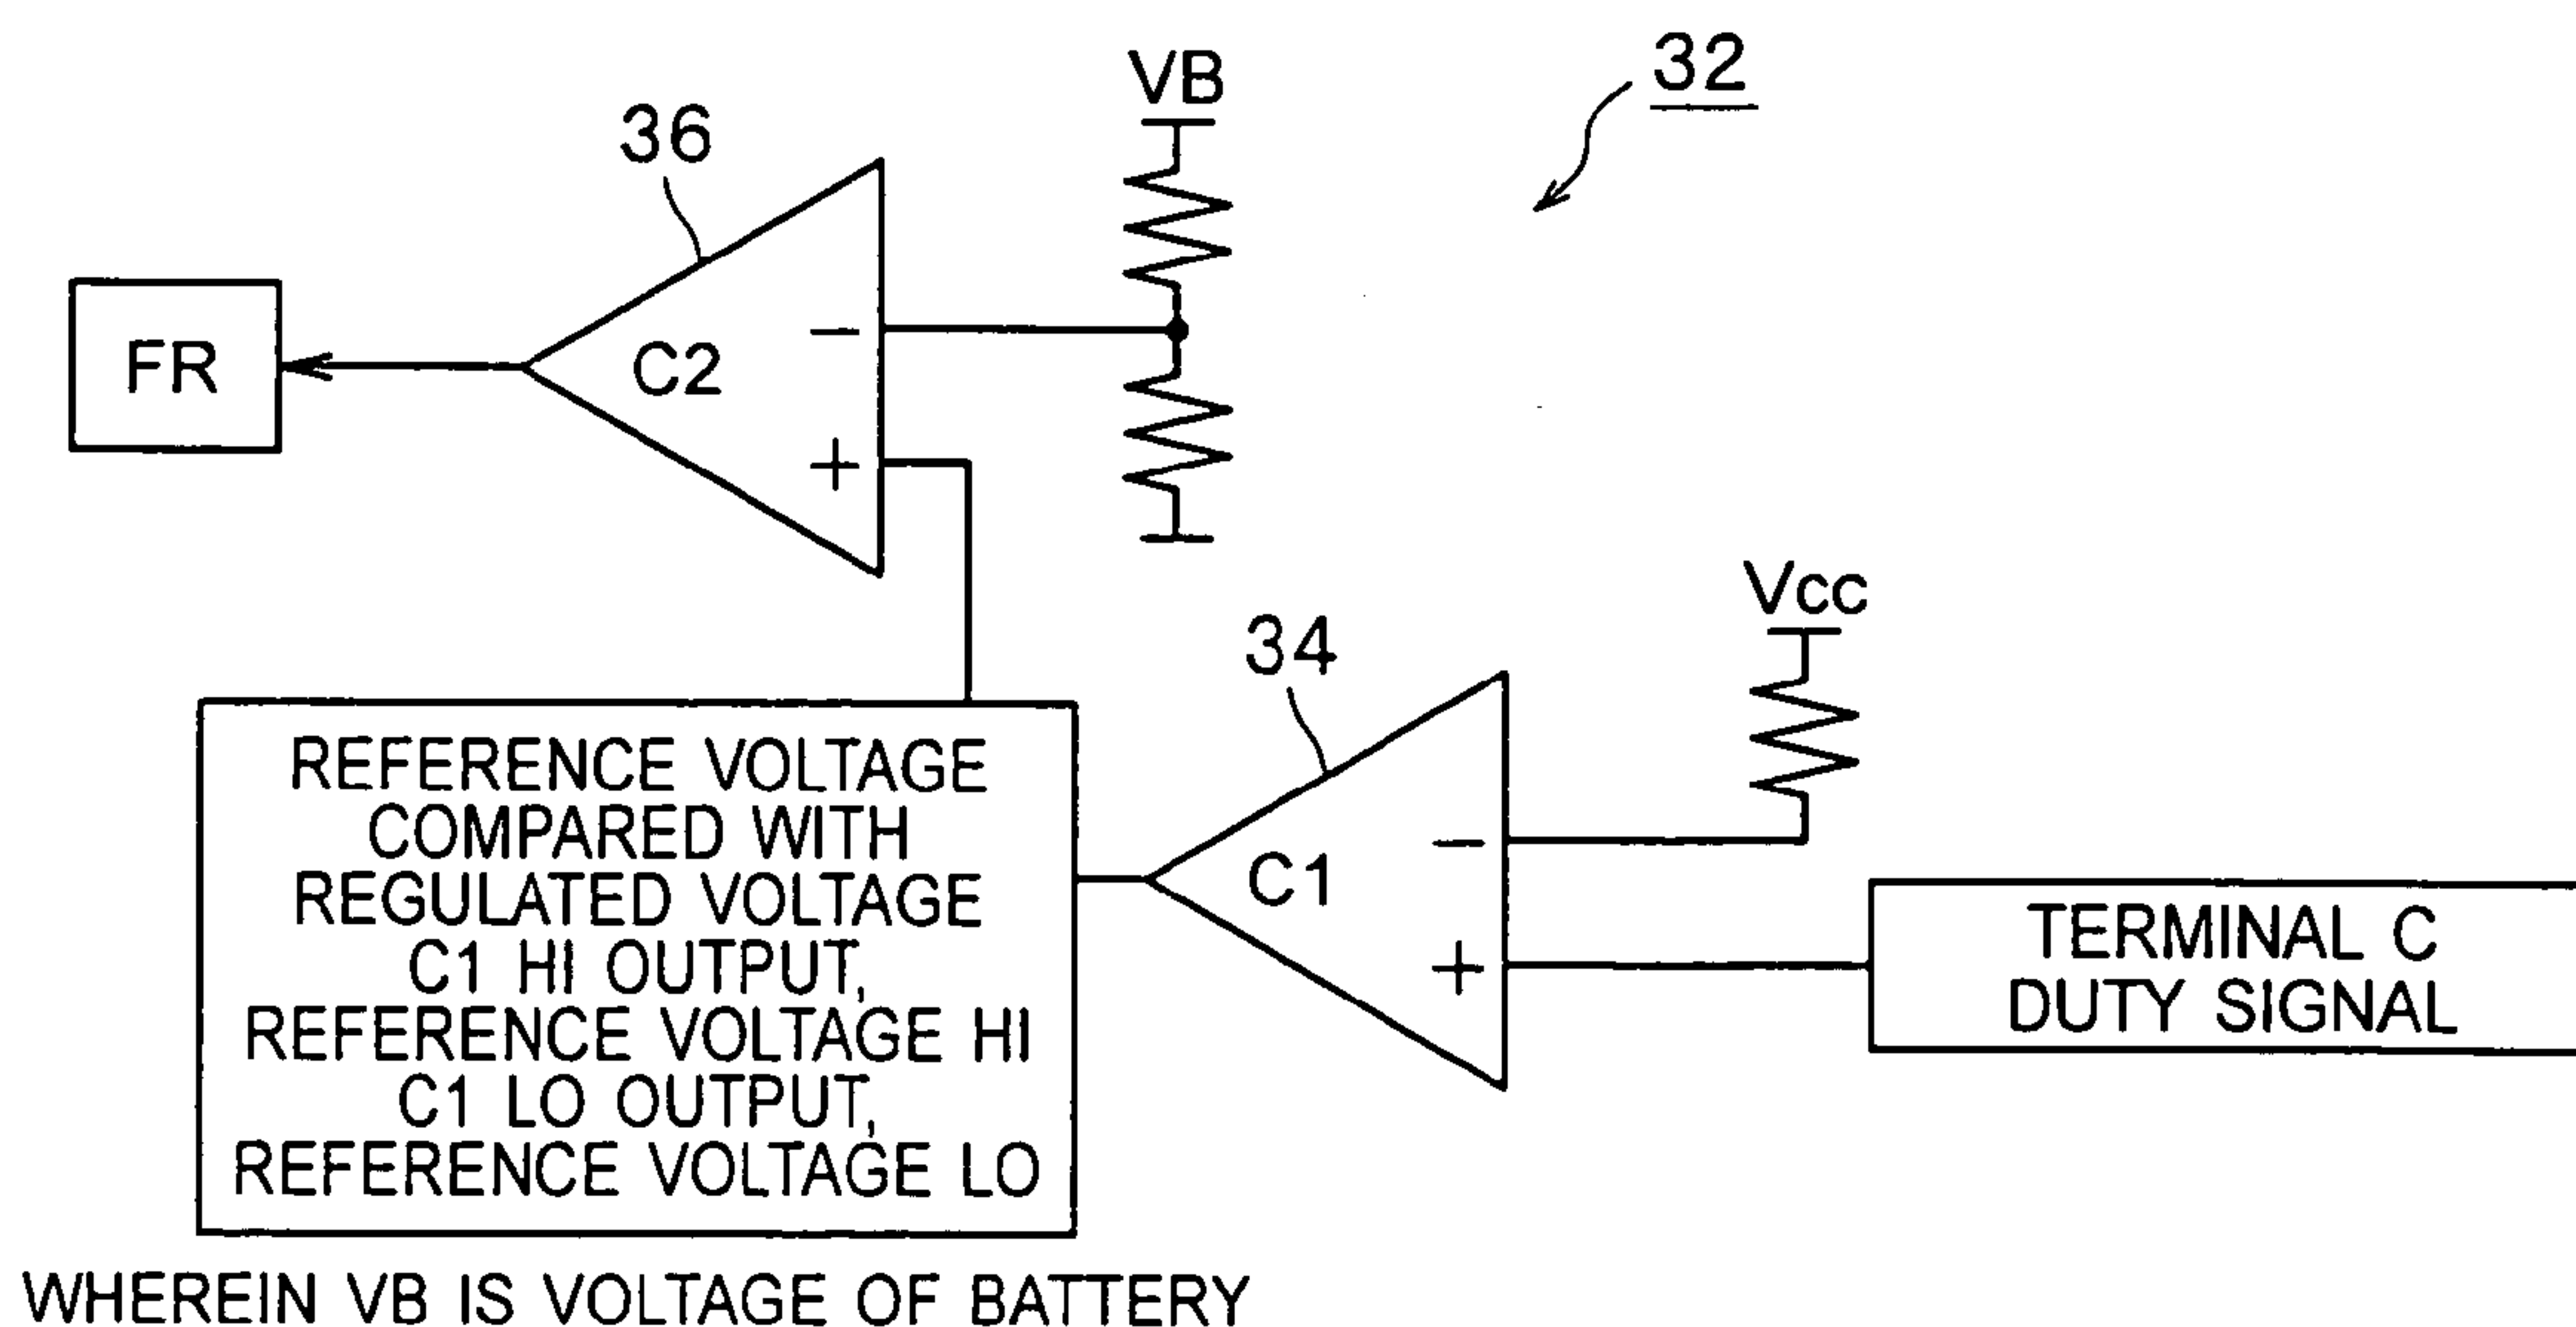 32
VB
36
FR
C2
−
+
Vcc
34
C1
−
+
TERMINAL C
DUTY SIGNAL
REFERENCE VOLTAGE
COMPARED WITH
REGULATED VOLTAGE
C1 HI OUTPUT,
REFERENCE VOLTAGE HI
C1 LO OUTPUT,
REFERENCE VOLTAGE LO
WHEREIN VB IS VOLTAGE OF BATTERY